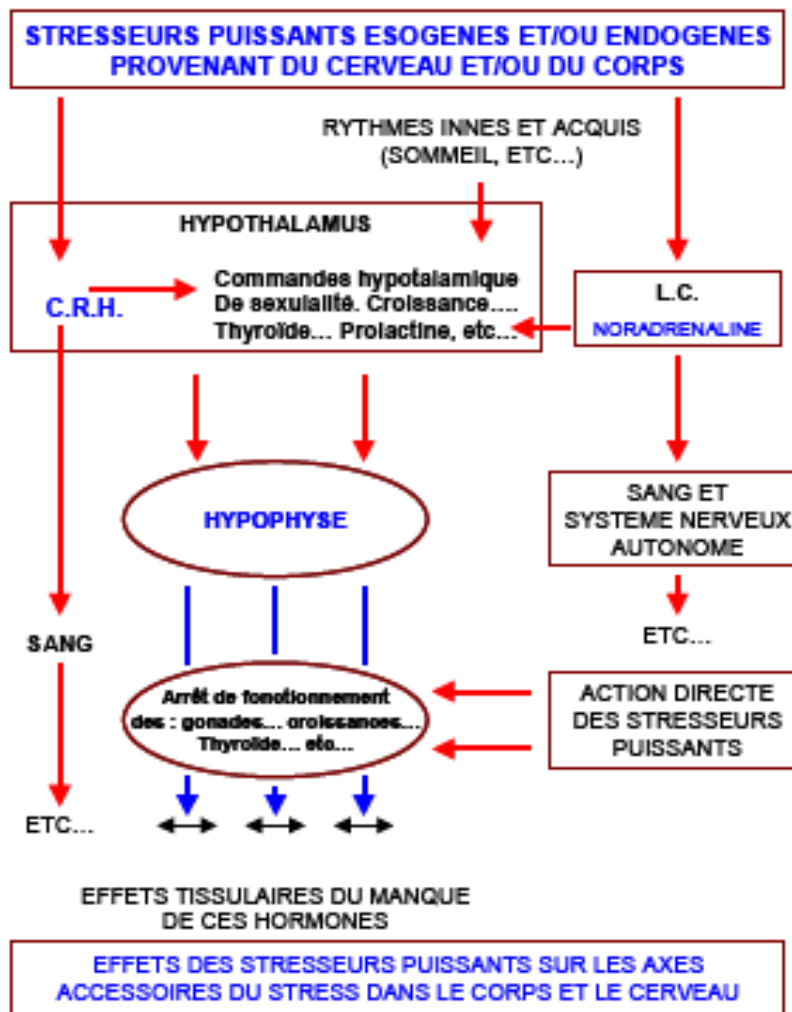 STRESSEURS PUISSANTS ESOGENES ET/OU ENDOGENES
PROVENANT DU CERVEAU ET/OU DU CORPS
RYTHMES INNES ET ACQUIS
(SOMMEIL, ETC...)
HYPOTHALAMUS
Commandes hypotalamique
De sexulalité. Croissance....
Thyroïde... Prolactine, etc...
C.R.H.
L.C.
NORADRENALINE
HYPOPHYSE
SANG ET
SYSTEME NERVEUX
AUTONOME
ETC...
SANG
Arrêt de fonotionnement
des : gonades... oroissances...
Thyroïde... etc...
ACTION DIRECTE
DES STRESSEURS
PUISSANTS
ETC...
EFFETS TISSULAIRES DU MANQUE
DE CES HORMONES
EFFETS DES STRESSEURS PUISSANTS SUR LES AXES
ACCESSOIRES DU STRESS DANS LE CORPS ET LE CERVEAU